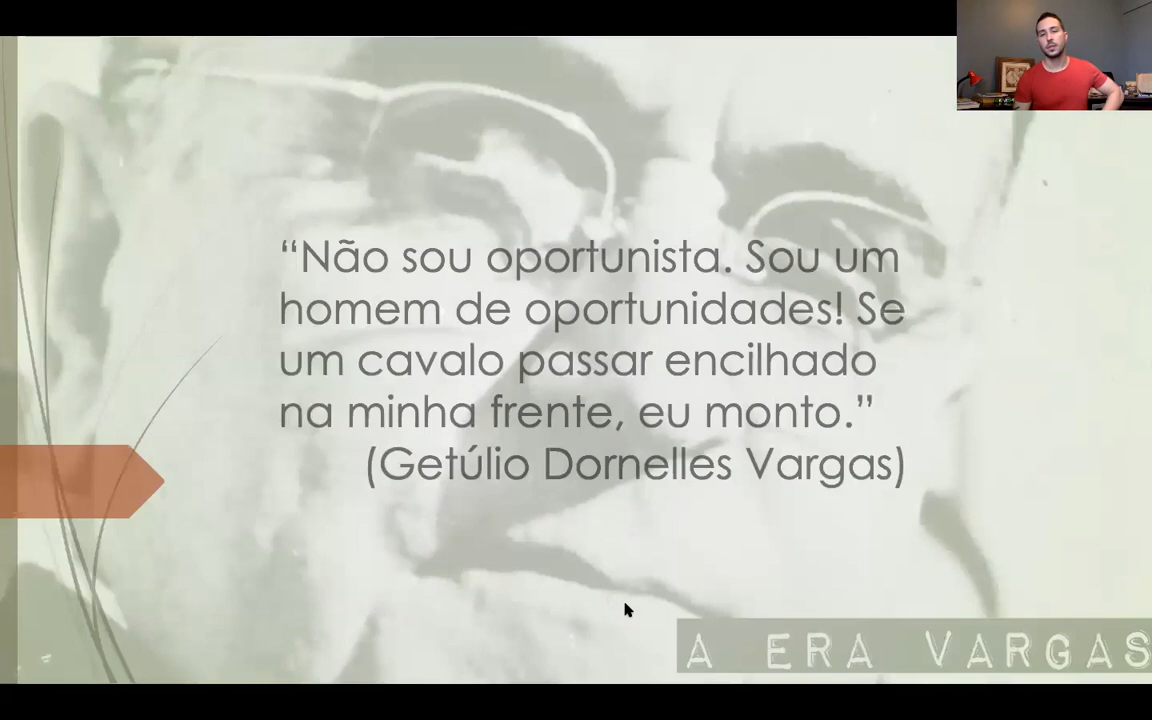 “Não sou oportunista. Sou um
homem de oportunidades! Se
um cavalo passar encilhado
na minha frente, eu monto.”
(Getúlio Dornelles Vargas)
A ERA VARGAS